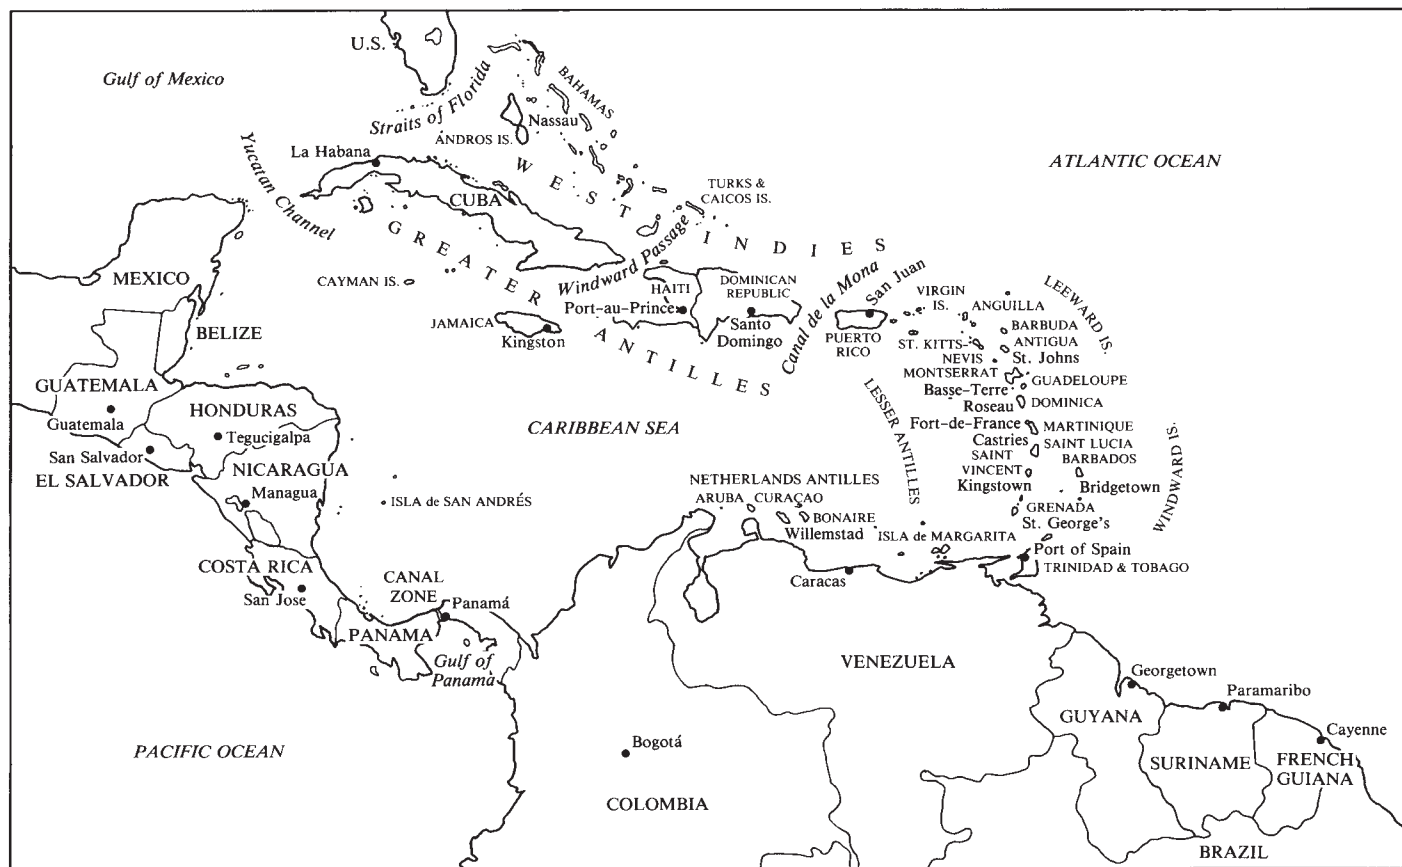 U.S.
Gulf of Mexico
Straits of Florida
BAHAMAS
Nassau
ANDROS IS.
La Habana
Yucatan Channel
CUBA
WEST INDIES
TURKS &
CAICOS IS.
ATLANTIC OCEAN
GREATER ANTILLES
Windward Passage
MEXICO
CAYMAN IS.
HAITI
DOMINICAN
REPUBLIC
Port-au-Prince
Santo
Domingo
Canal de la Mona
San Juan
PUERTO
RICO
VIRGIN
IS.
ANGUILLA
LEEWARD IS.
BELIZE
JAMAICA
Kingston
ST. KITTS-
NEVIS
BARBUDA
ANTIGUA
St. Johns
MONTSERRAT
GUADELOUPE
Basse-Terre
Roseau
DOMINICA
LESSER ANTILLES
Fort-de-France
MARTINIQUE
Castries
SAINT LUCIA
SAINT
VINCENT
BARBADOS
Kingstown
Bridgetown
WINDWARD IS.
GRENADA
St. George's
GUATEMALA
Guatemala
HONDURAS
Tegucigalpa
CARIBBEAN SEA
San Salvador
EL SALVADOR
NICARAGUA
Managua
ISLA de SAN ANDRÉS
NETHERLANDS ANTILLES
ARUBA
CURAÇAO
BONAIRE
Willemstad
ISLA de MARGARITA
Port of Spain
TRINIDAD & TOBAGO
Caracas
COSTA RICA
San Jose
CANAL
ZONE
Panamá
PANAMA
Gulf of
Panamà
VENEZUELA
Georgetown
Paramaribo
GUYANA
Cayenne
PACIFIC OCEAN
Bogotá
COLOMBIA
SURINAME
FRENCH
GUIANA
BRAZIL